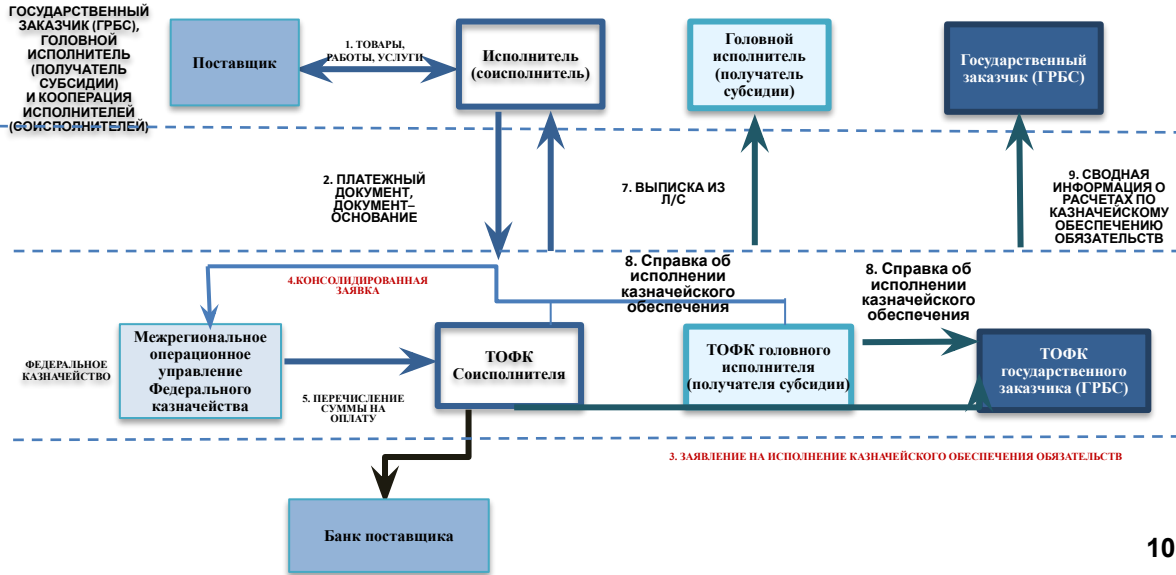 ГОСУДАРСТВЕННЫЙ
ЗАКАЗЧИК (ГРБС),
ГОЛОВНОЙ
ИСПОЛНИТЕЛЬ
(ПОЛУЧАТЕЛЬ
СУБСИДИИ)
И КООПЕРАЦИЯ
ИСПОЛНИТЕЛЕЙ
(СОИСПОЛНИТЕЛЕЙ)
Поставщик
1. ТОВАРЫ,
РАБОТЫ, УСЛУГИ
Исполнитель
(соисполнитель)
Головной
исполнитель
(получатель
субсидии)
Государственный
заказчик (ГРБС)
2. ПЛАТЕЖНЫЙ
ДОКУМЕНТ,
ДОКУМЕНТ–
ОСНОВАНИЕ
7. ВЫПИСКА ИЗ
Л/С
9. СВОДНАЯ
ИНФОРМАЦИЯ О
РАСЧЕТАХ ПО
КАЗНАЧЕЙСКОМУ
ОБЕСПЕЧЕНИЮ
ОБЯЗАТЕЛЬСТВ
4.КОНСОЛИДИРОВАННАЯ
ЗАЯВКА
8. Справка об
исполнении
казначейского
обеспечения
8. Справка об
исполнении
казначейского
обеспечения
ФЕДЕРАЛЬНОЕ
КАЗНАЧЕЙСТВО
Межрегиональное
операционное
управление
Федерального
казначейства
5. ПЕРЕЧИСЛЕНИЕ
СУММЫ НА
ОПЛАТУ
ТОФК
Соисполнителя
ТОФК головного
исполнителя
(получателя субсидии)
ТОФК
государственного
заказчика (ГРБС)
3. ЗАЯВЛЕНИЕ НА ИСПОЛНЕНИЕ КАЗНАЧЕЙСКОГО ОБЕСПЕЧЕНИЯ ОБЯЗАТЕЛЬСТВ
Банк поставщика
10